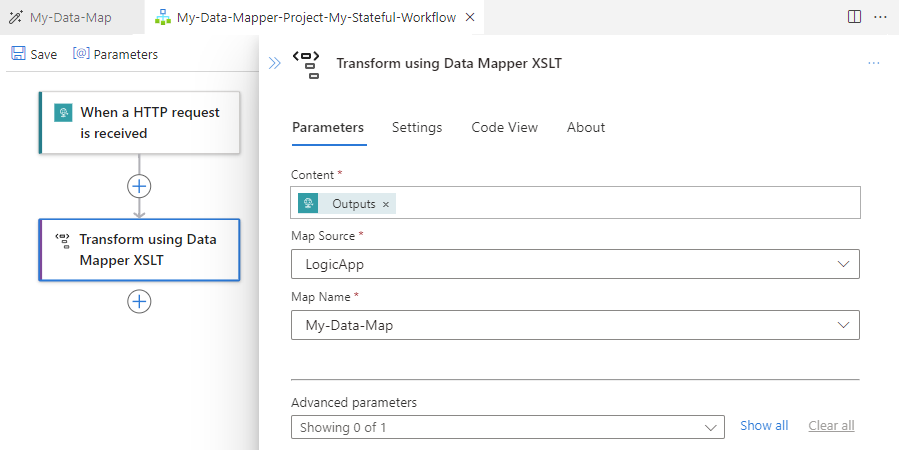 My-Data-Map
My-Data-Mapper-Project-My-Stateful-Workflow
Save
Parameters
When a HTTP request
is received
Transform using Data
Mapper XSLT
Transform using Data Mapper XSLT
Parameters Settings Code View About
Content *
Outputs ×
Map Source *
LogicApp
Map Name *
My-Data-Map
Advanced parameters
Showing 0 of 1
Show all
Clear all